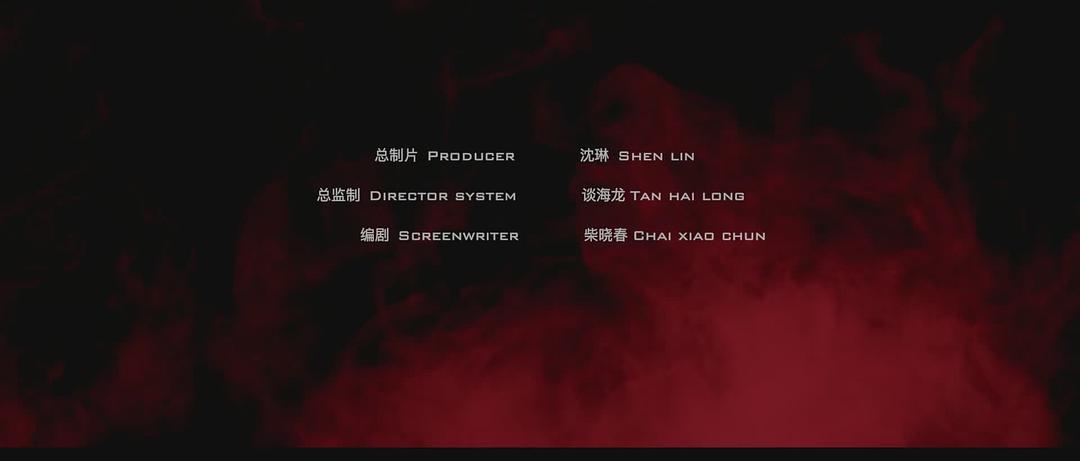 总制片 Producer 沈琳 Shen lin
总监制 Director system 谈海龙 Tan hai long
编剧 Screenwriter 柴晓春 Chai xiao chun